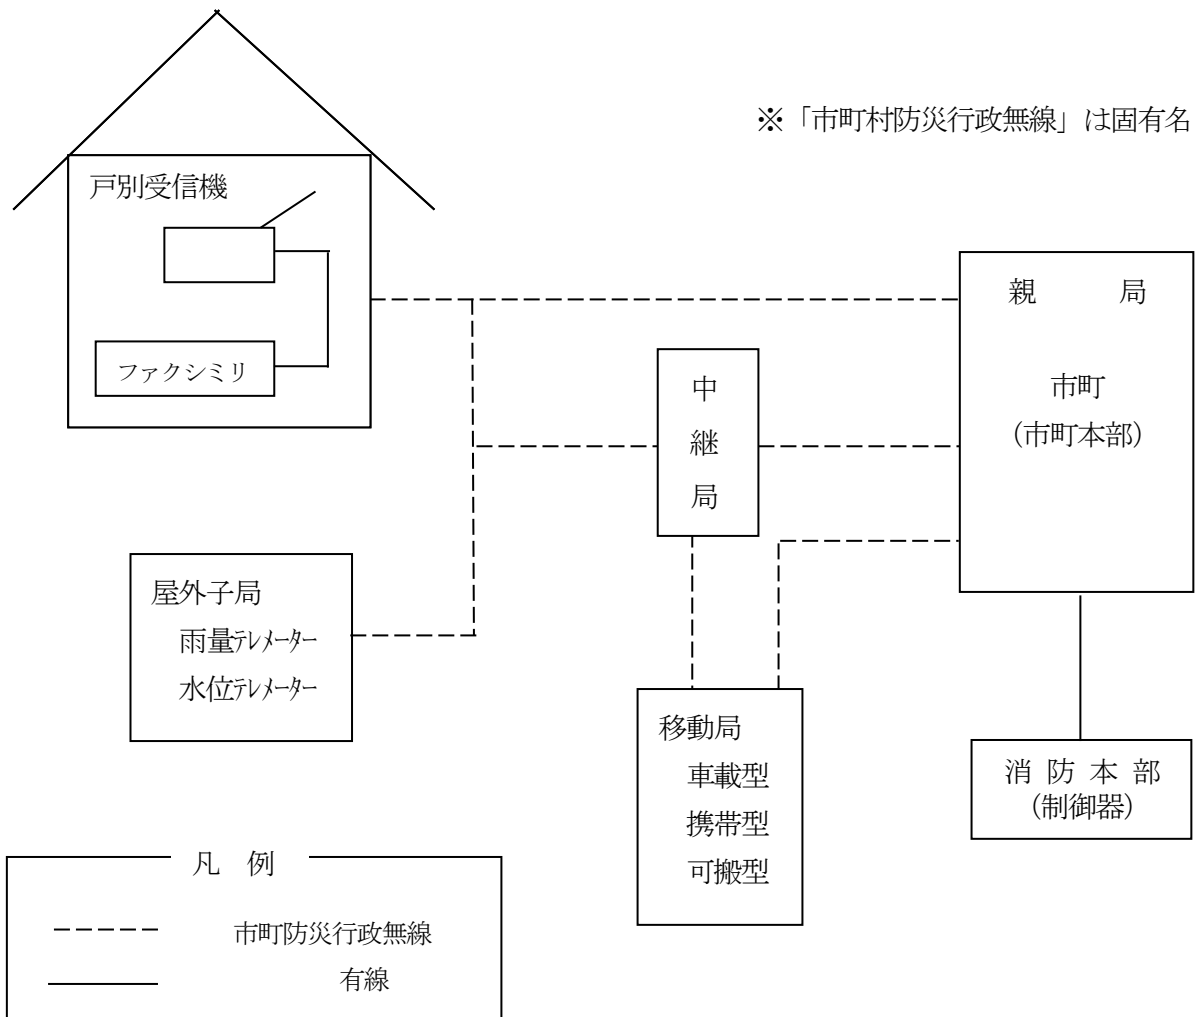 ※「市町村防災行政無線」は固有名
戸別受信機
ファクシミリ
親　　局
市町
（市町本部）
中
継
局
屋外子局
雨量ﾃﾚﾒｰﾀｰ
水位ﾃﾚﾒｰﾀｰ
移動局
車載型
携帯型
可搬型
消 防 本 部
（制御器）
凡　例
市町防災行政無線
有線